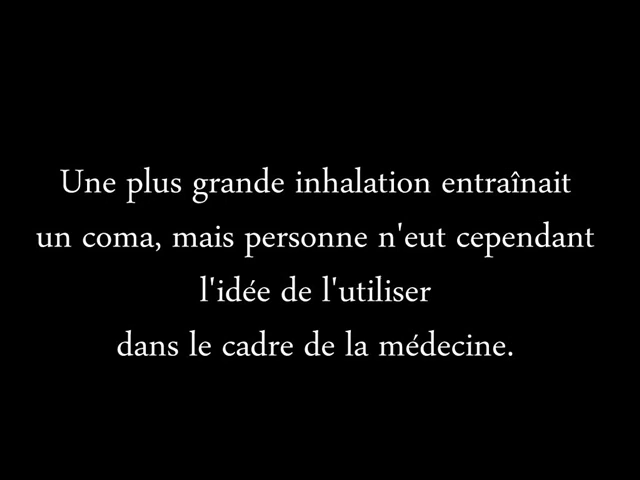 Une plus grande inhalation entraînait
un coma, mais personne n'eut cependant
l'idée de l'utiliser
dans le cadre de la médecine.